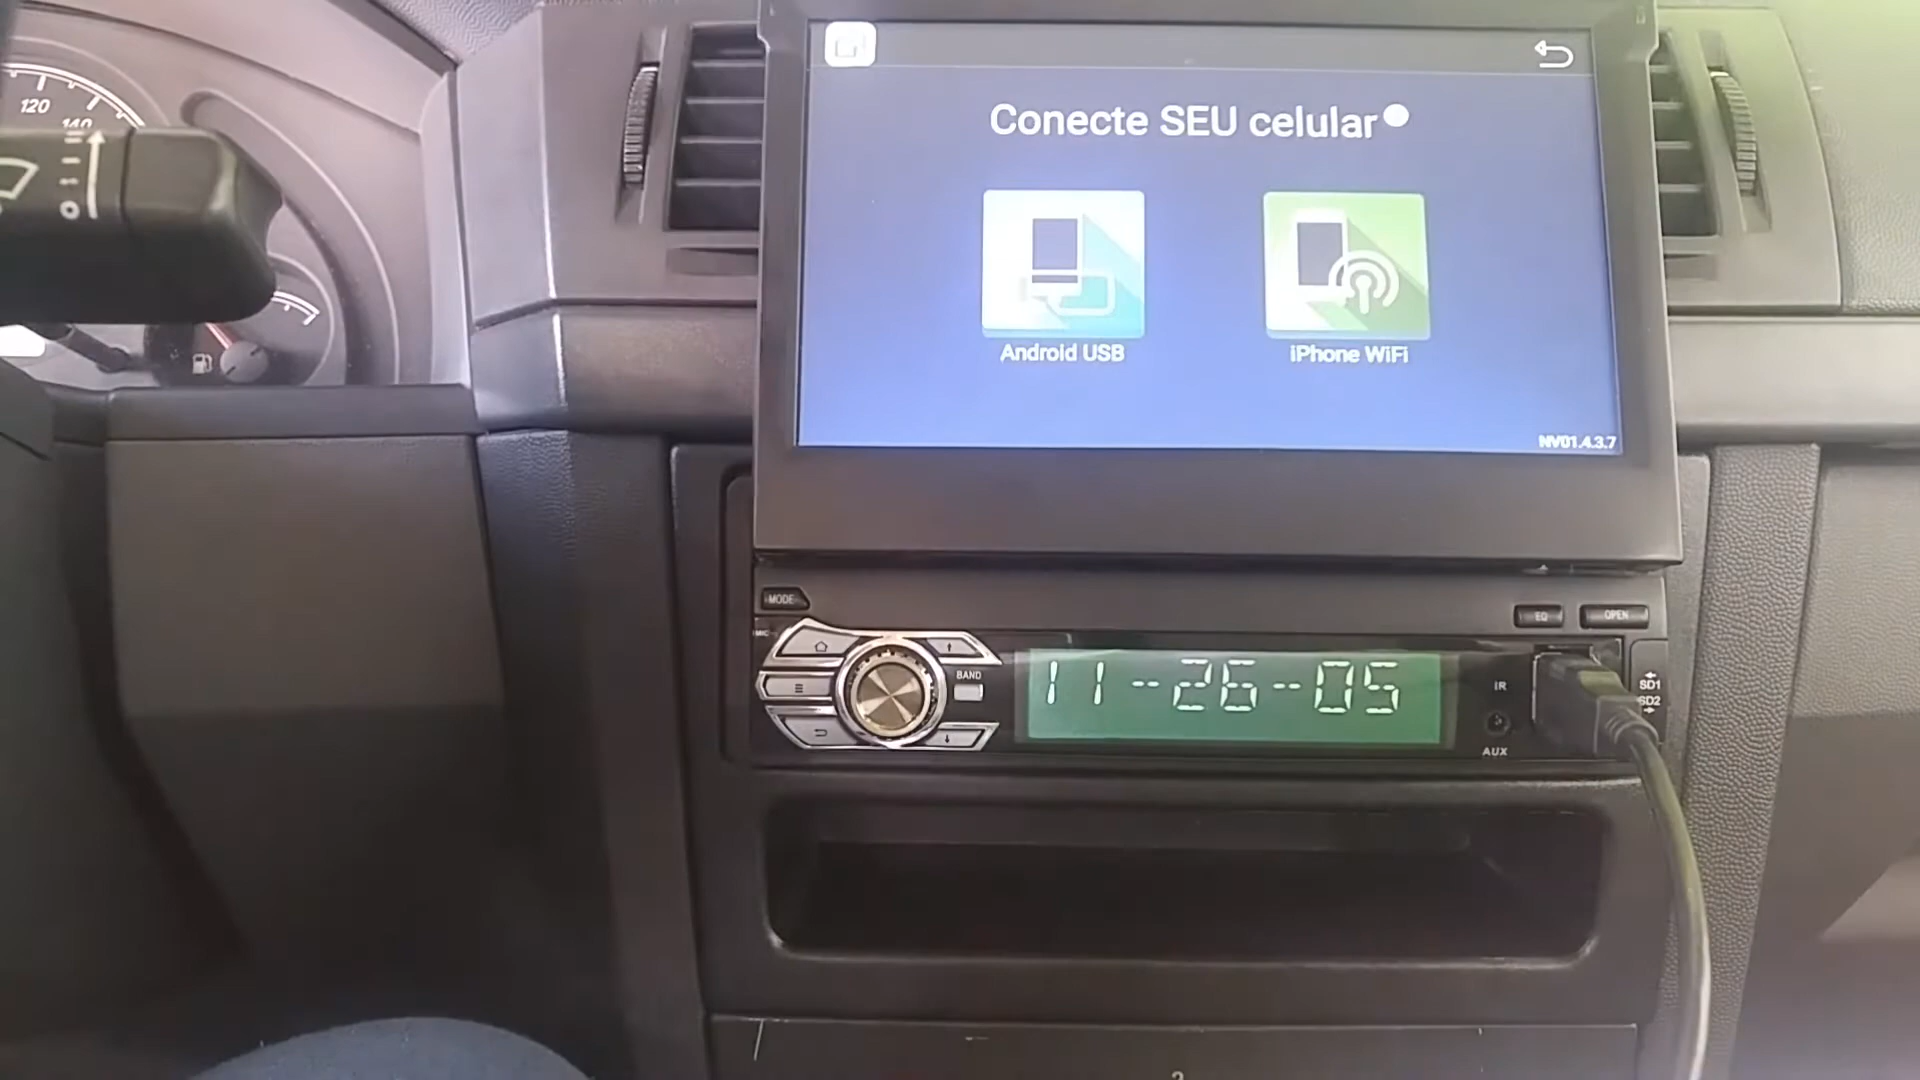 120
140
0
Conecte SEU celular
Android USB
iPhone WiFi
NV01.4.3.7
MODE
MIC
EQ
OPEN
BAND
11--26--05
IR
AUX
SD1
SD2